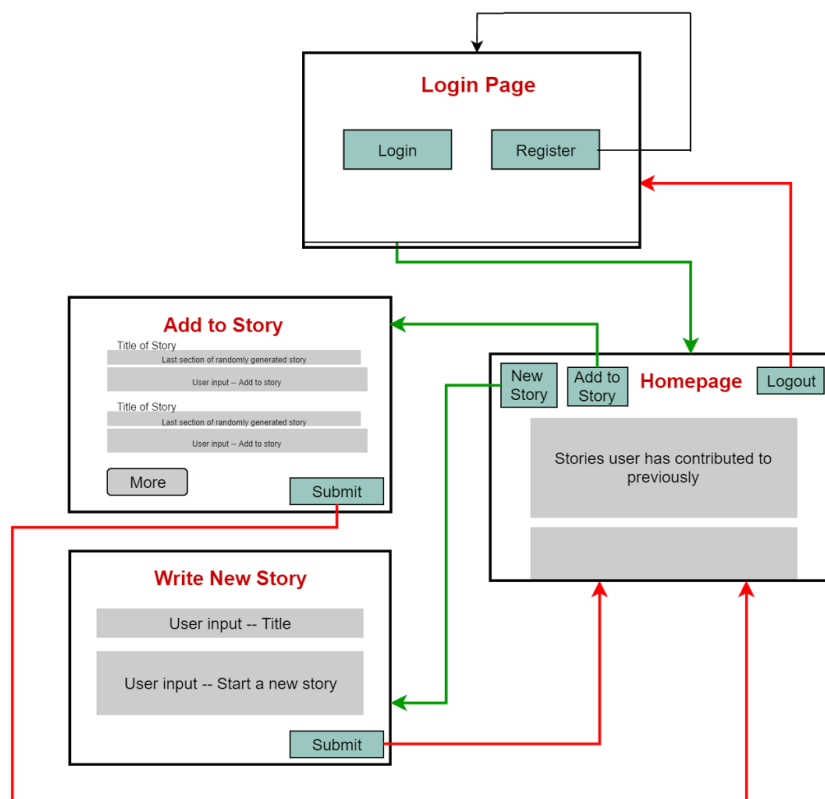 Login Page
Login
Register
Add to Story
Title of Story
Last section of randomly generated story
User input -- Add to story
Title of Story
Last section of randomly generated story
User input -- Add to story
More
Submit
New
Story
Add to
Story
Homepage
Logout
Stories user has contributed to
previously
Write New Story
User input -- Title
User input -- Start a new story
Submit